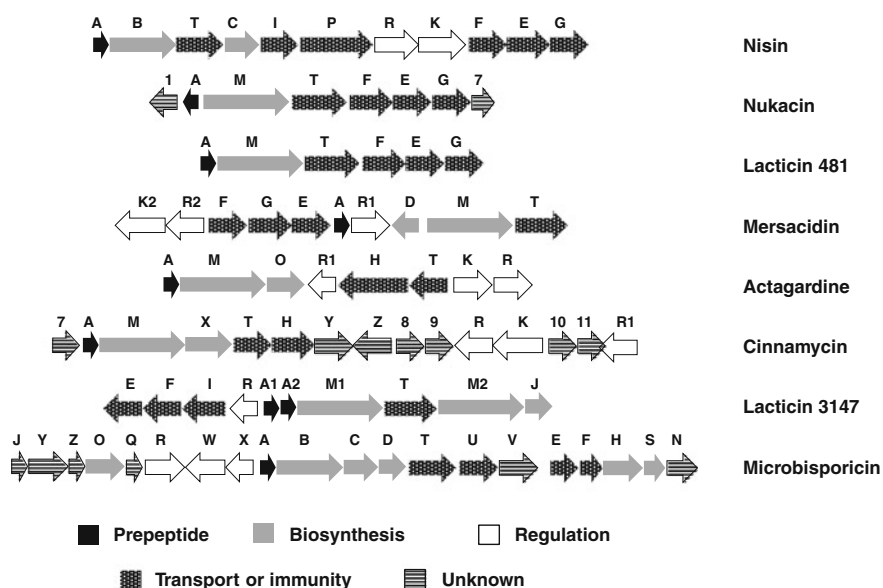 A B T C I P R K F E G
Nisin
1 A M T F E G 7
Nukacin
A M T F E G
Lacticin 481
K2 R2 F G E A R1 D M T
Mersacidin
A M O R1 H T K R
Actagardine
7 A M X T H Y Z 8 9 R K 10 11 R1
Cinnamycin
E F I R A1 A2 M1 T M2 J
Lacticin 3147
J Y Z O Q R W X A B C D T U V E F H S N
Microbisporicin
Prepeptide Biosynthesis Regulation
Transport or immunity Unknown